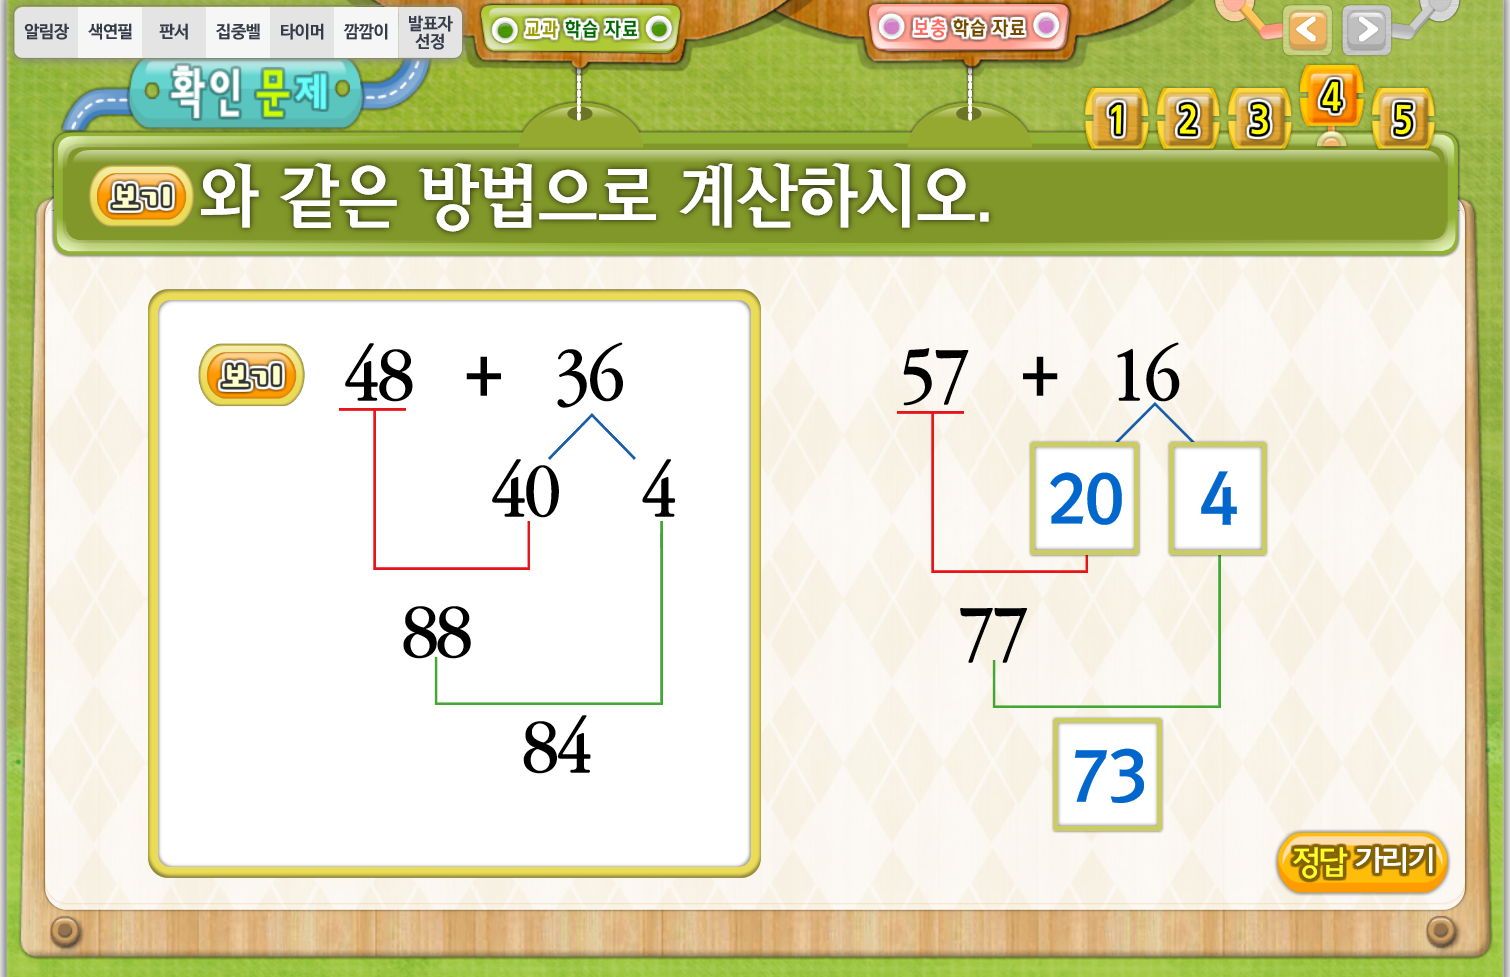 알림장 색연필 판서 집중벨 타이머 깜깜이 발표자 선정
교과 학습 자료
보충 학습 자료
< >
확인 문제
1 2 3 4 5
보기 와 같은 방법으로 계산하시오.
보기 48 + 36
40 4
88
84
57 + 16
20 4
77
73
정답 가리기